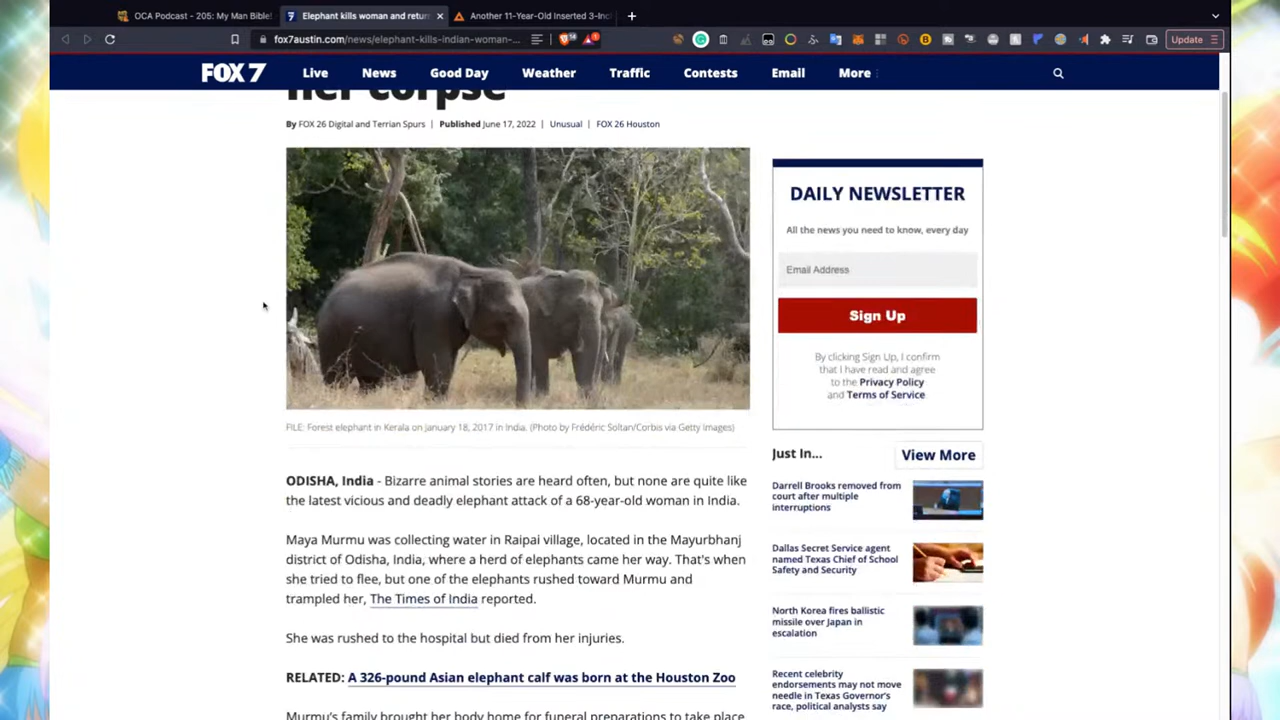 OCA Podcast - 205: My Man Bible!
Elephant kills woman and retur
Another 11-Year-Old Inserted 3-Inc
fox7austin.com/news/elephant-kills-indian-woman-...
Update
FOX 7
Live
News
Good Day
Weather
Traffic
Contests
Email
More
her corpse
By FOX 26 Digital and Terrian Spurs | Published June 17, 2022 | Unusual | FOX 26 Houston
FILE: Forest elephant in Kerala on January 18, 2017 in India. (Photo by Frédéric Soltan/Corbis via Getty Images)
ODISHA, India - Bizarre animal stories are heard often, but none are quite like
the latest vicious and deadly elephant attack of a 68-year-old woman in India.
Maya Murmu was collecting water in Raipai village, located in the Mayurbhanj
district of Odisha, India, where a herd of elephants came her way. That's when
she tried to flee, but one of the elephants rushed toward Murmu and
trampled her, The Times of India reported.
She was rushed to the hospital but died from her injuries.
RELATED: A 326-pound Asian elephant calf was born at the Houston Zoo
Murmu's family brought her body home for funeral preparations to take place
DAILY NEWSLETTER
All the news you need to know, every day
Email Address
Sign Up
By clicking Sign Up, I confirm
that I have read and agree
to the Privacy Policy
and Terms of Service
Just In...
View More
Darrell Brooks removed from
court after multiple
interruptions
Dallas Secret Service agent
named Texas Chief of School
Safety and Security
North Korea fires ballistic
missile over Japan in
escalation
Recent celebrity
endorsements may not move
needle in Texas Governor's
race, political analysts say